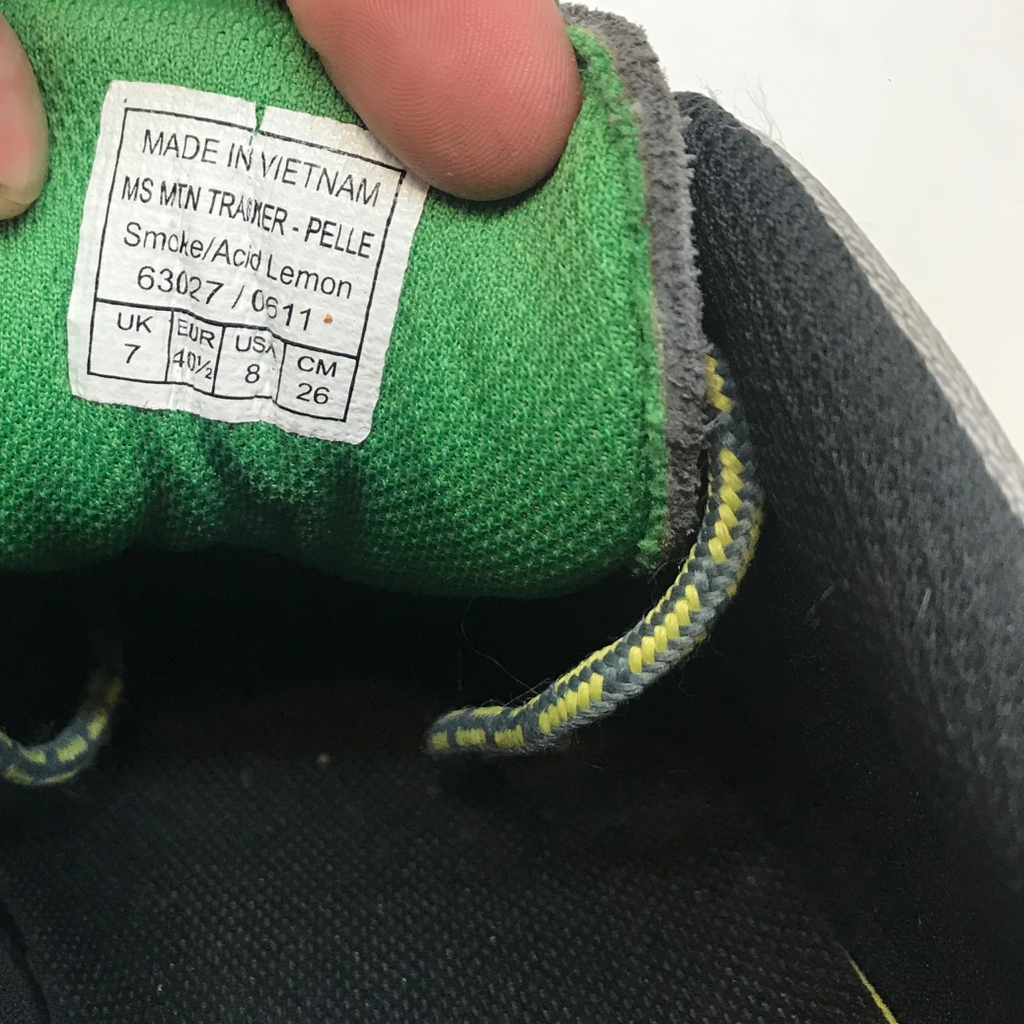 MADE IN VIETNAM
MS MTN TRAINER - PELLE
Smoke/Acid Lemon
63027 / 0611
UK EUR USA CM
7 40½ 8 26